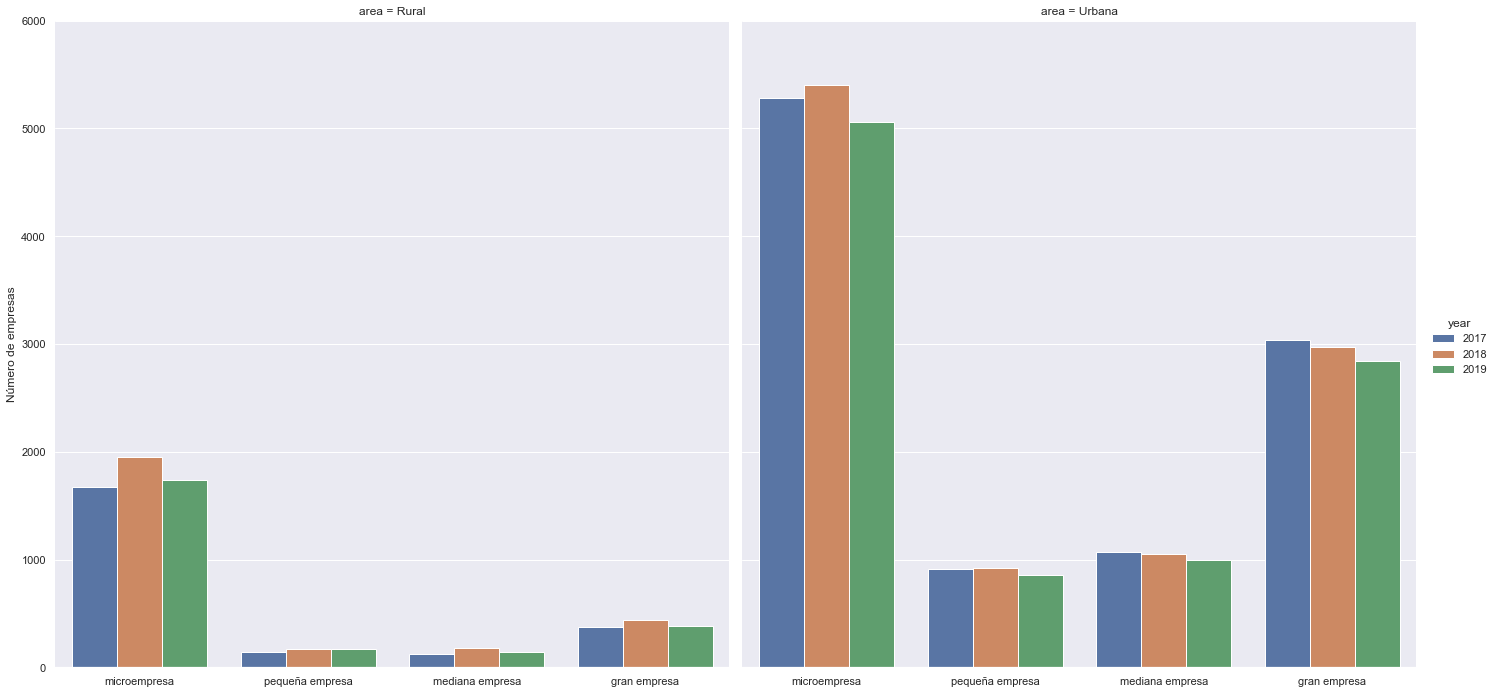 area = Rural
area = Urbana
6000
5000
4000
3000
2000
1000
0
Número de empresas
microempresa
pequeña empresa
mediana empresa
gran empresa
microempresa
pequeña empresa
mediana empresa
gran empresa
year
2017
2018
2019